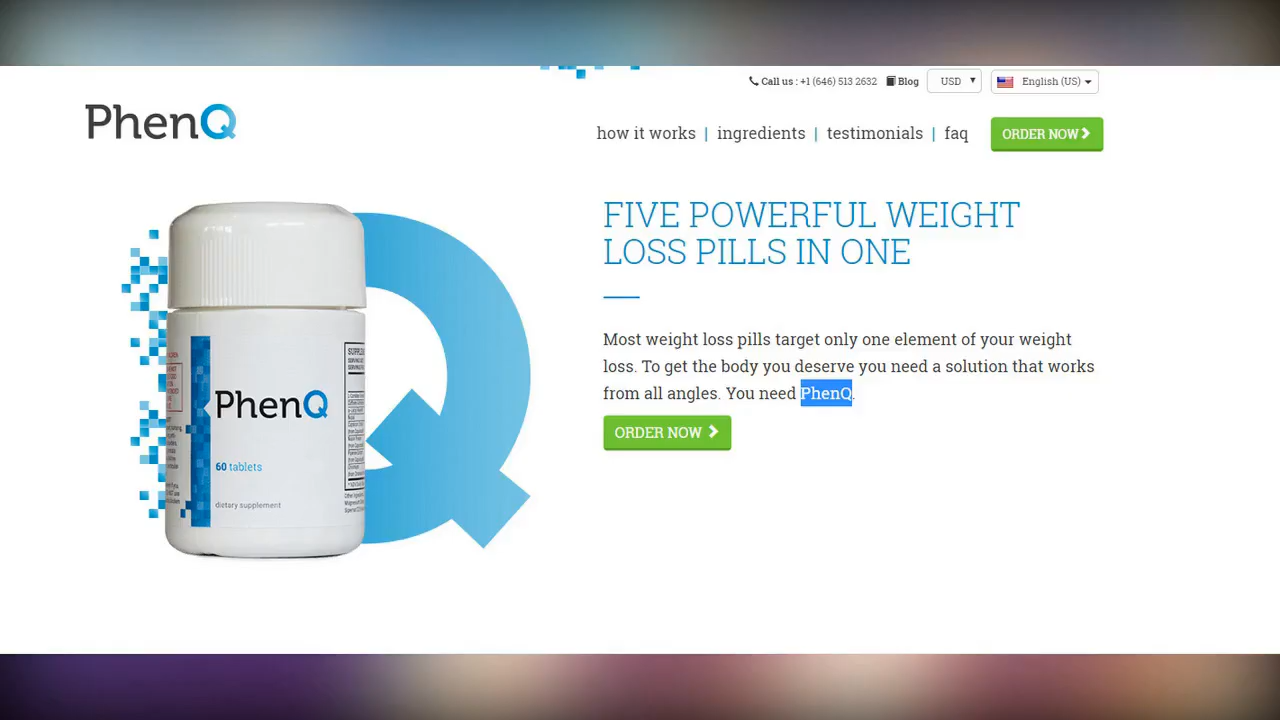 Call us : +1 (646) 513 2632 Blog USD English (US)
PhenQ
how it works | ingredients | testimonials | faq ORDER NOW
FIVE POWERFUL WEIGHT
LOSS PILLS IN ONE
Most weight loss pills target only one element of your weight
loss. To get the body you deserve you need a solution that works
from all angles. You need PhenQ.
ORDER NOW
PhenQ
60 tablets
dietary supplement